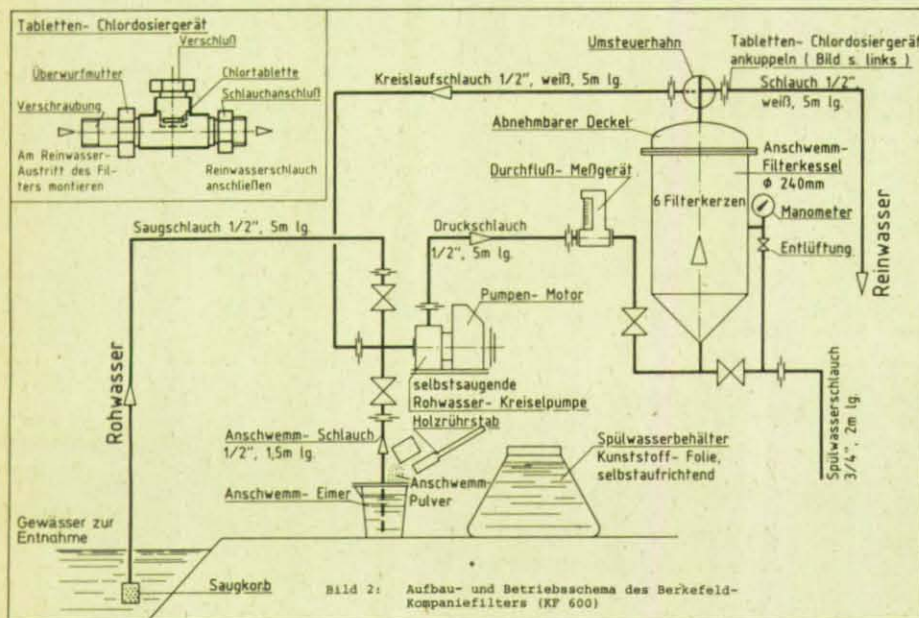 Tabletten- Chlordosiergerät
Verschluß
Überwurfmutter
Chlortablette
Verschraubung
Schlauchanschluß
Am Reinwasser-
Austritt des Fil-
ters montieren
Reinwasserschlauch
anschließen
Umsteuerhahn
Tabletten- Chlordosiergerät
ankuppeln ( Bild s. links )
Kreislaufschlauch 1/2", weiß, 5m lg.
Schlauch 1/2"
weiß, 5m lg.
Abnehmbarer Deckel
Anschwemm-
Filterkessel
ϕ 240mm
Durchfluß- Meßgerät
6 Filterkerzen
Manometer
Saugschlauch 1/2", 5m lg.
Druckschlauch
1/2", 5m lg.
Entlüftung
Reinwasser
Pumpen- Motor
Rohwasser
selbstsaugende
Rohwasser- Kreiselpumpe
Holzrührstab
Anschwemm- Schlauch
1/2", 1,5m lg.
Spülwasserbehälter
Kunststoff- Folie,
selbstaufrichtend
Spülwasserschlauch
3/4", 2m lg.
Anschwemm-
Pulver
Anschwemm- Eimer
Gewässer zur
Entnahme
Saugkorb
Bild 2: Aufbau- und Betriebsschema des Berkefeld-
Kompaniefilters (KF 600)